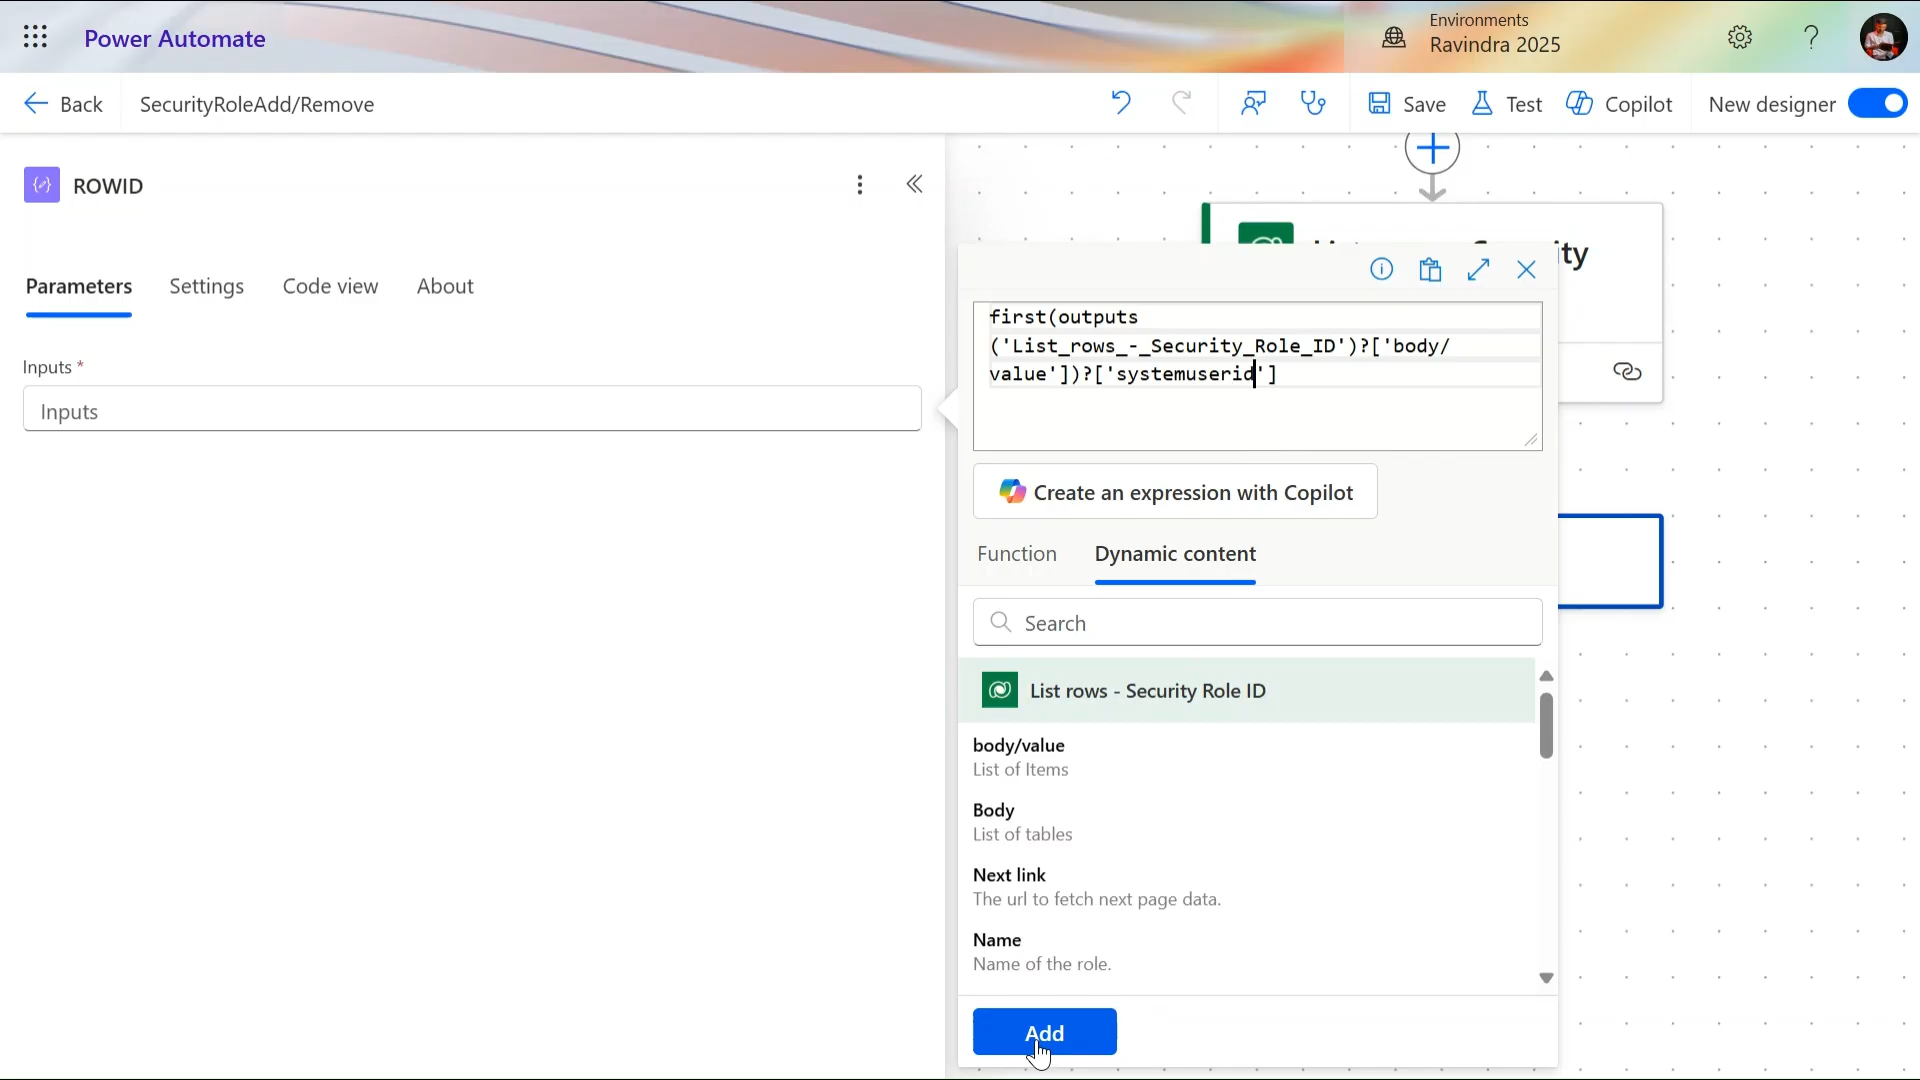 Power Automate
Environments
Ravindra 2025
Back
SecurityRoleAdd/Remove
Save
Test
Copilot
New designer
ROWID
Parameters
Settings
Code view
About
Inputs *
Inputs
ty
first(outputs
('List_rows_-_Security_Role_ID')?['body/
value'])?['systemuserid']
Create an expression with Copilot
Function
Dynamic content
Search
List rows - Security Role ID
body/value
List of Items
Body
List of tables
Next link
The url to fetch next page data.
Name
Name of the role.
Add